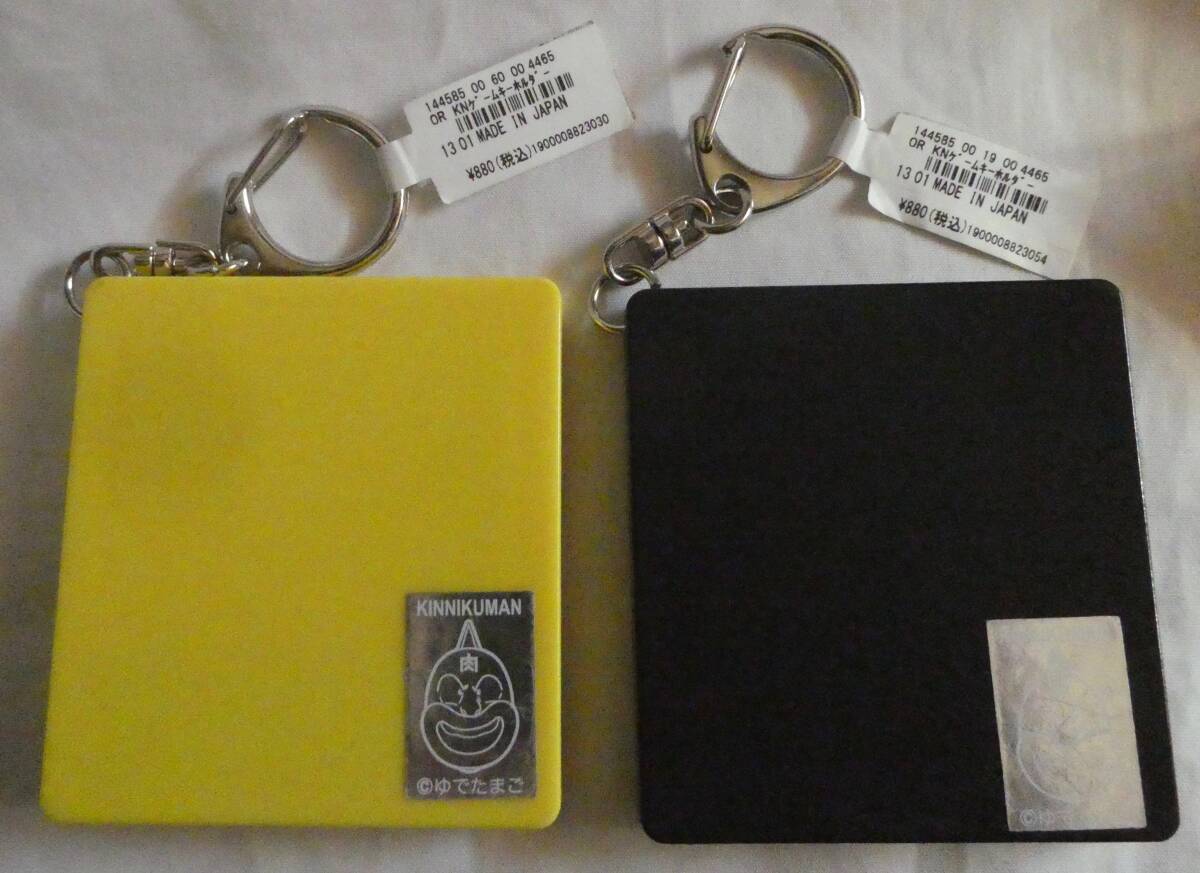 144585 00 60 00 4465
OR KNｹﾞｰﾑｷｰﾎﾙﾀﾞｰ
13 01 MADE IN JAPAN
¥880(税込)1900008823030
144585 00 19 00 4465
OR KNｹﾞｰﾑｷｰﾎﾙﾀﾞｰ
13 01 MADE IN JAPAN
¥880(税込)1900008823054
KINNIKUMAN
肉
©ゆでたまご
©ゆで